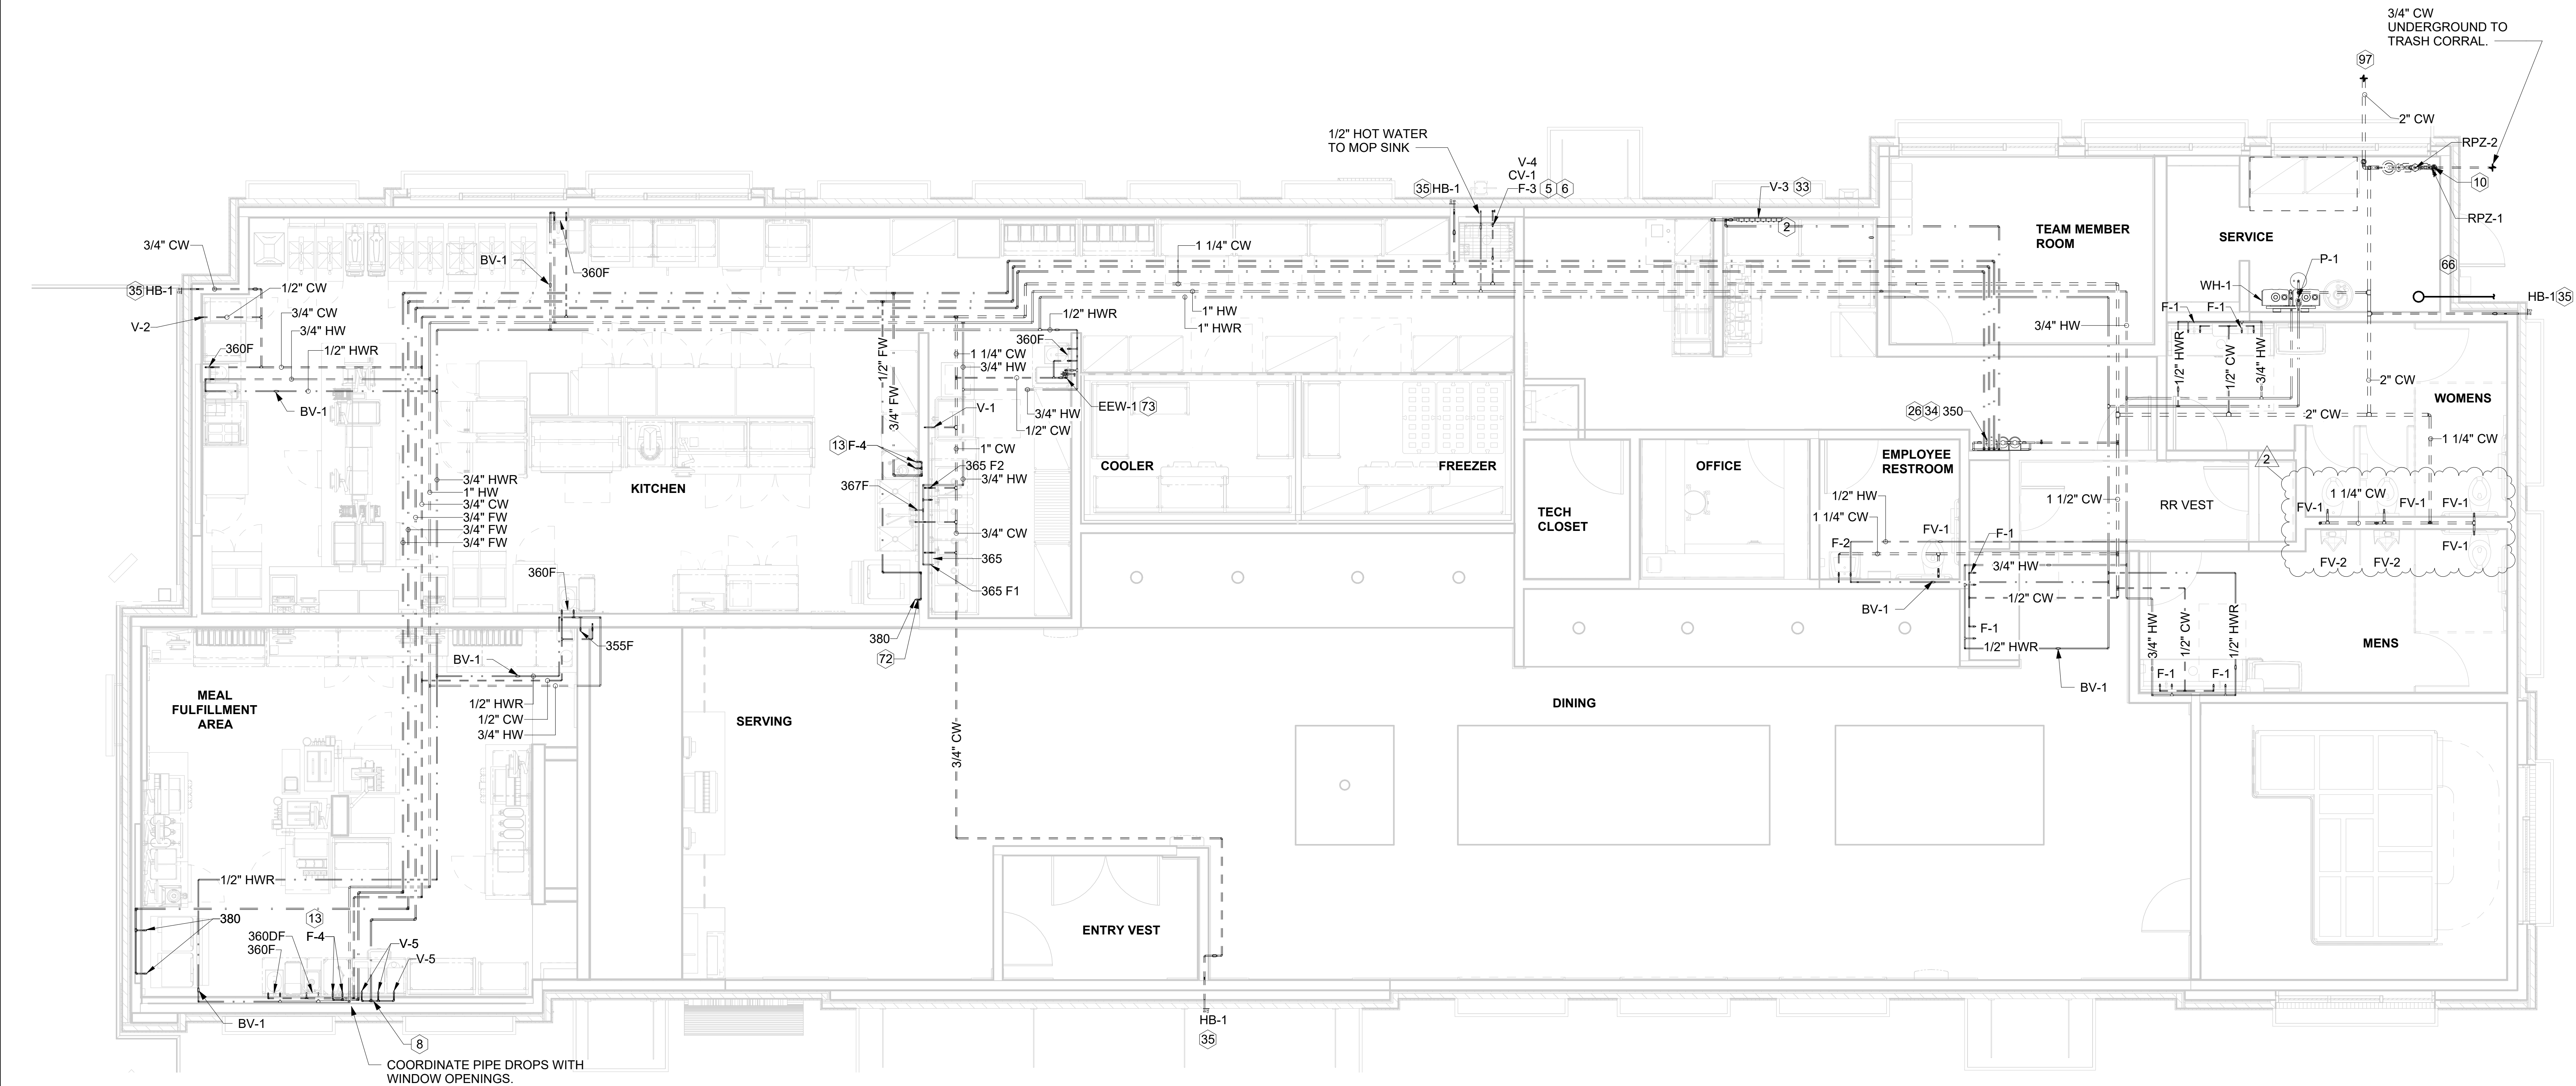 3/4" CW
UNDERGROUND TO
TRASH CORRAL.
97
2" CW
RPZ-2
10
RPZ-1
66
1/2" HOT WATER
TO MOP SINK
V-4
CV-1
35 HB-1
F-3 5 6
V-3 33
2
TEAM MEMBER
ROOM
SERVICE
P-1
WH-1
F-1
F-1
HB-1 35
3/4" CW
BV-1
360F
1 1/4" CW
35 HB-1
1/2" CW
V-2
3/4" CW
3/4" HW
1/2" HWR
360F
BV-1
1" HW
1" HWR
1/2" HWR
360F
3/4" HW
1/2" HWR
1/2" CW
3/4" HW
1/2" FW
3/4" FW
1 1/4" CW
3/4" HW
EEW-1 73
3/4" HW
1/2" CW
V-1
2" CW
WOMENS
2" CW
1 1/4" CW
26 34 350
13 F-4
1" CW
365 F2
3/4" HW
367F
COOLER
FREEZER
OFFICE
EMPLOYEE
RESTROOM
2
3/4" HWR
1" HW
3/4" CW
3/4" FW
3/4" FW
3/4" FW
KITCHEN
3/4" CW
365
365 F1
TECH
CLOSET
1/2" HW
1 1/4" CW
FV-1
F-2
1 1/2" CW
RR VEST
FV-1
1 1/4" CW
FV-1
FV-1
FV-1
FV-2
FV-2
F-1
3/4" HW
1/2" CW
BV-1
F-1
1/2" HWR
BV-1
3/4" HW
1/2" CW
1/2" HWR
MENS
F-1
F-1
360F
355F
380
72
BV-1
MEAL
FULFILLMENT
AREA
1/2" HWR
1/2" CW
3/4" HW
SERVING
DINING
3/4" CW
1/2" HWR
380
13
360DF
F-4
360F
V-5
V-5
BV-1
8
ENTRY VEST
HB-1
35
COORDINATE PIPE DROPS WITH
WINDOW OPENINGS.